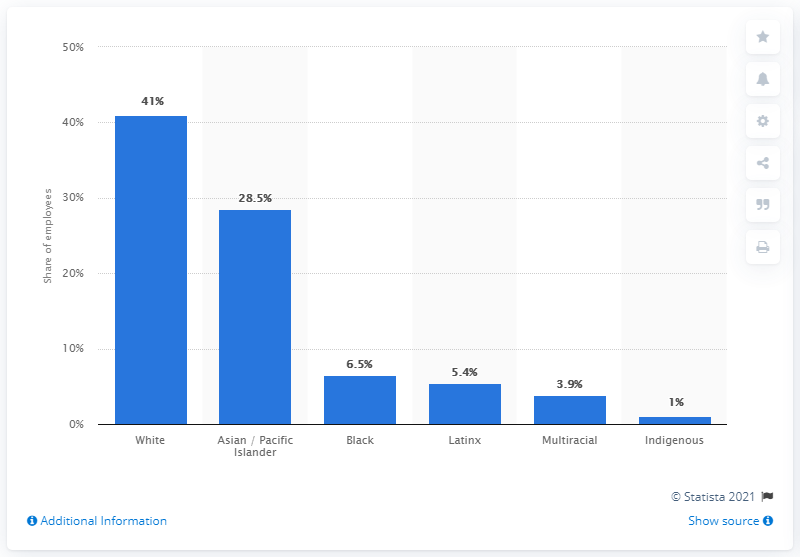 50%
40%
30%
20%
10%
0%
Share of employees
41%
28.5%
6.5%
5.4%
3.9%
1%
White
Asian / Pacific
Islander
Black
Latinx
Multiracial
Indigenous
© Statista 2021
Additional Information
Show source